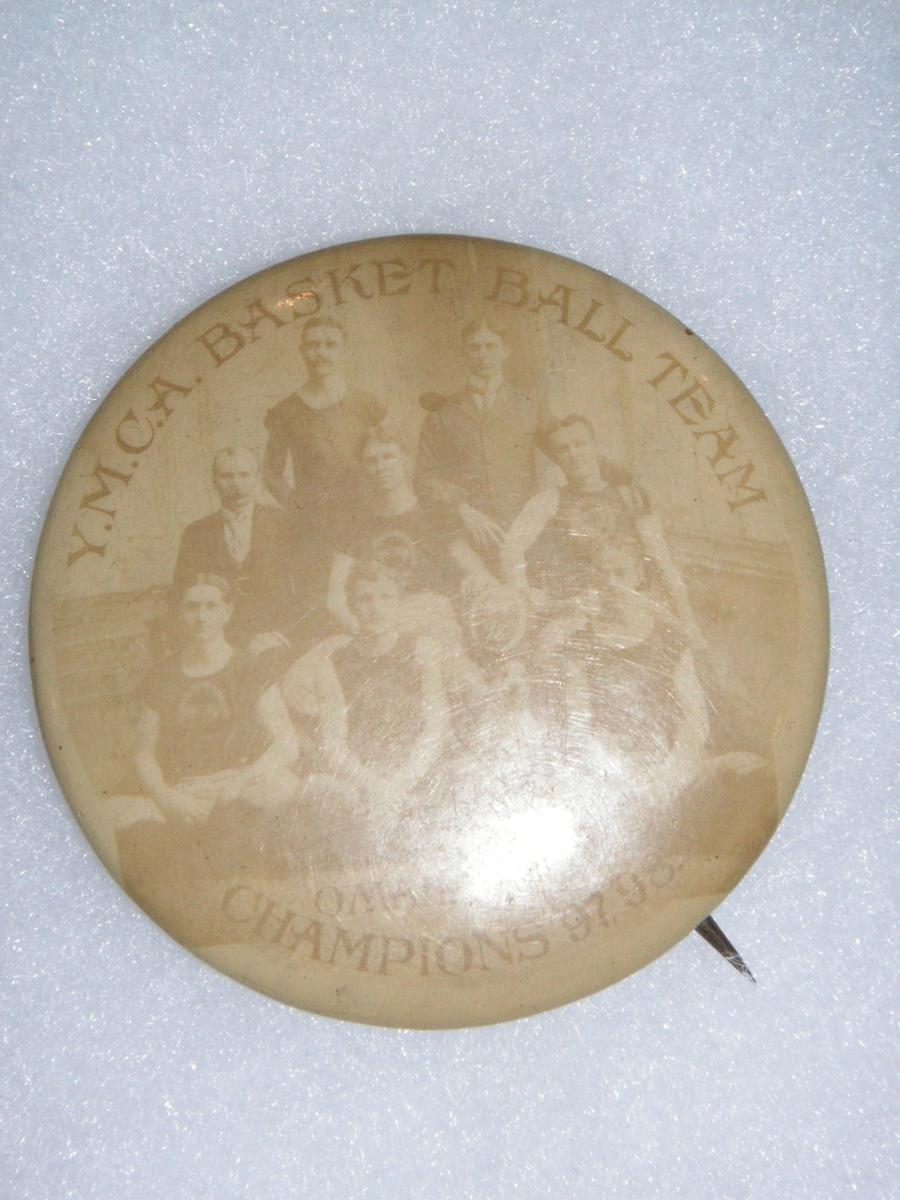 Y.M.C.A. BASKET BALL TEAM
CHAMPIONS '97, 98.